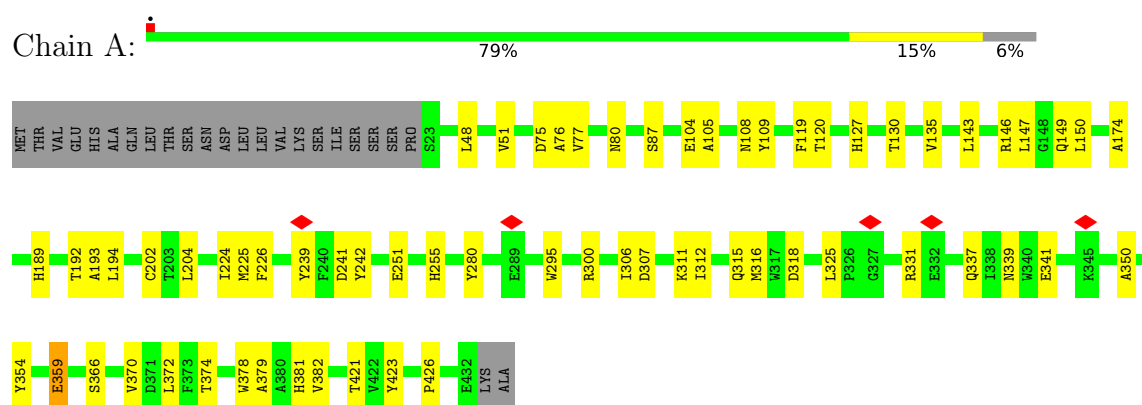 Chain A:
79% 15% 6%
MET THR VAL GLU HIS ALA GLN LEU THR SER ASN ASP LEU LEU VAL LYS SER ILE SER SER SER PRO S23 L48 V51 D75 A76 V77 N80 S87 E104 A105 N108 Y109 F119 T120 H127 T130 V135 L143 R146 L147 G148 Q149 L150 A174
H189 T192 A193 L194 C202 T203 L204 I224 M225 F226 Y239 F240 D241 Y242 E251 H255 Y280 E289 W295 R300 I306 D307 K311 I312 Q315 M316 W317 D318 L325 P326 G327 R331 E332 Q337 I338 N339 W340 E341 K345 A350
Y354 E359 S366 V370 D371 L372 F373 T374 W378 A379 A380 H381 V382 T421 V422 Y423 P426 E432 LYS ALA